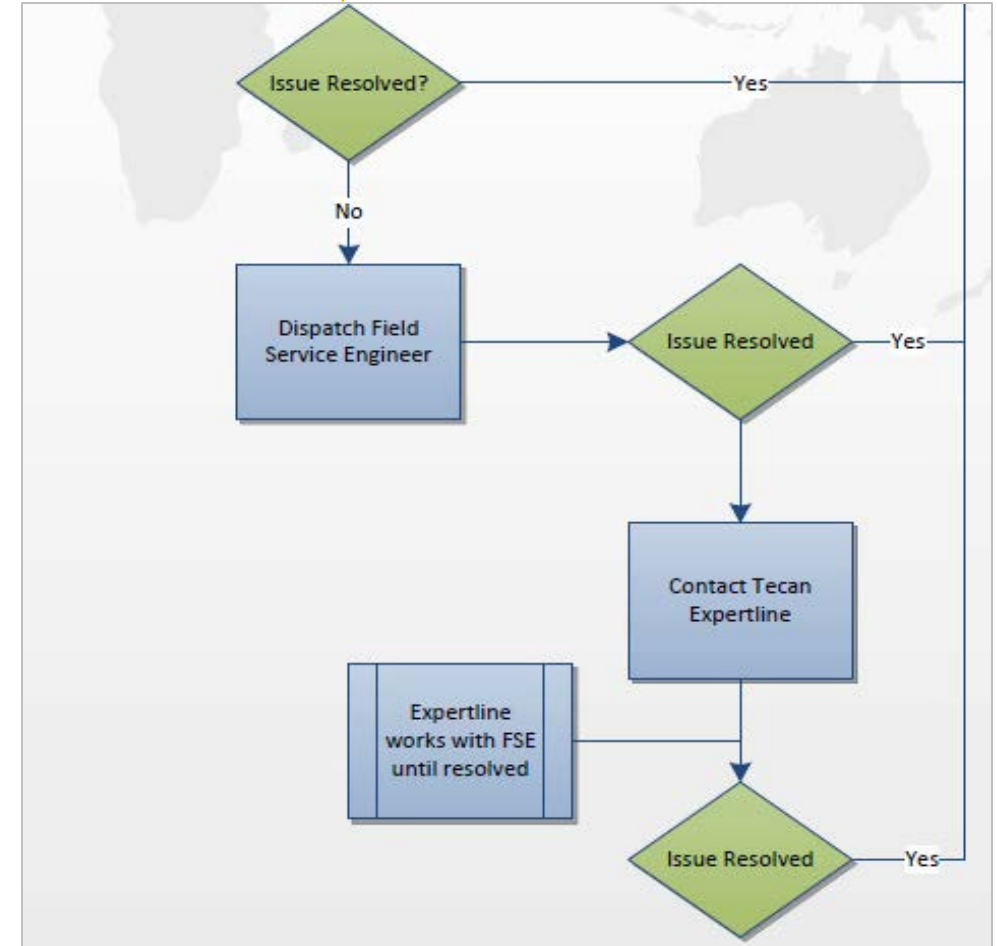 Issue Resolved?
Yes
No
Dispatch Field
Service Engineer
Issue Resolved
Yes
Contact Tecan
Expertline
Expertline
works with FSE
until resolved
Issue Resolved
Yes